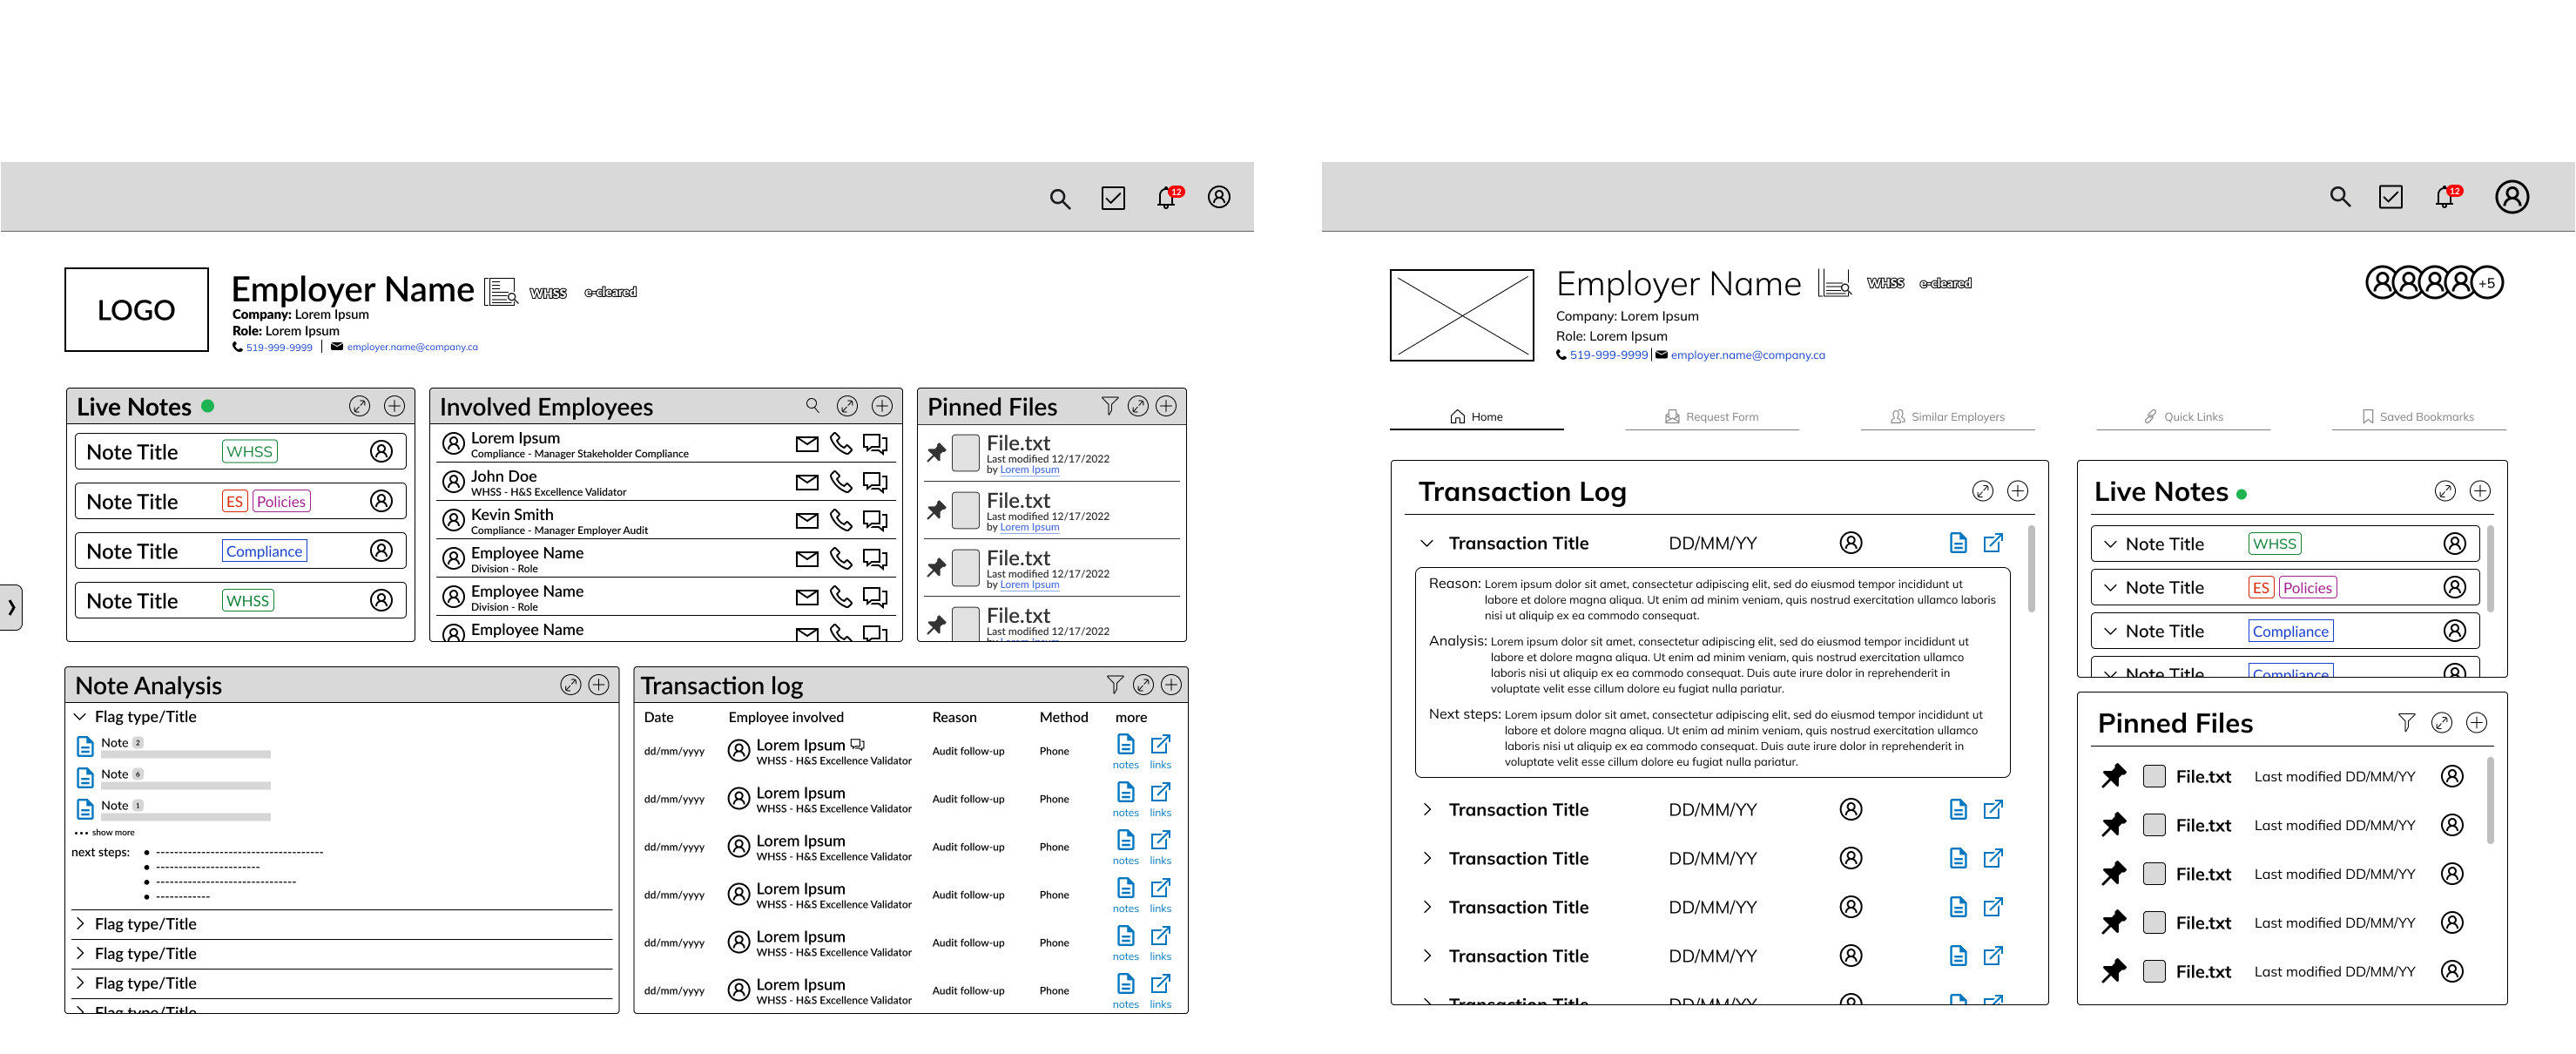 12
LOGO
Employer Name WHSS e-cleared
Company: Lorem Ipsum
Role: Lorem Ipsum
519-999-9999 | employer.name@company.ca
Live Notes
Note Title WHSS
Note Title ES Policies
Note Title Compliance
Note Title WHSS
Involved Employees
Lorem Ipsum
Compliance - Manager Stakeholder Compliance
John Doe
WHSS - H&S Excellence Validator
Kevin Smith
Compliance - Manager Employer Audit
Employee Name
Division - Role
Employee Name
Division - Role
Employee Name
Pinned Files
File.txt
Last modified 12/17/2022
by Lorem Ipsum
File.txt
Last modified 12/17/2022
by Lorem Ipsum
File.txt
Last modified 12/17/2022
by Lorem Ipsum
File.txt
Last modified 12/17/2022
by Lorem Ipsum
Note Analysis
Flag type/Title
Note 2
Note 6
Note 1
••• show more
next steps:
Flag type/Title
Flag type/Title
Flag type/Title
Flag type/Title
Transaction log
Date Employee involved Reason Method more
dd/mm/yyyy Lorem Ipsum Audit follow-up Phone
WHSS - H&S Excellence Validator notes links
dd/mm/yyyy Lorem Ipsum Audit follow-up Phone
WHSS - H&S Excellence Validator notes links
dd/mm/yyyy Lorem Ipsum Audit follow-up Phone
WHSS - H&S Excellence Validator notes links
dd/mm/yyyy Lorem Ipsum Audit follow-up Phone
WHSS - H&S Excellence Validator notes links
dd/mm/yyyy Lorem Ipsum Audit follow-up Phone
WHSS - H&S Excellence Validator notes links
dd/mm/yyyy Lorem Ipsum Audit follow-up Phone
WHSS - H&S Excellence Validator notes links
12
Employer Name WHSS e-cleared
+5
Company: Lorem Ipsum
Role: Lorem Ipsum
519-999-9999 | employer.name@company.ca
Home Request Form Similar Employers Quick Links Saved Bookmarks
Transaction Log
Transaction Title DD/MM/YY
Reason: Lorem ipsum dolor sit amet, consectetur adipiscing elit, sed do eiusmod tempor incididunt ut
labore et dolore magna aliqua. Ut enim ad minim veniam, quis nostrud exercitation ullamco laboris
nisi ut aliquip ex ea commodo consequat.
Analysis: Lorem ipsum dolor sit amet, consectetur adipiscing elit, sed do eiusmod tempor incididunt ut
labore et dolore magna aliqua. Ut enim ad minim veniam, quis nostrud exercitation ullamco
laboris nisi ut aliquip ex ea commodo consequat. Duis aute irure dolor in reprehenderit in
voluptate velit esse cillum dolore eu fugiat nulla pariatur.
Next steps: Lorem ipsum dolor sit amet, consectetur adipiscing elit, sed do eiusmod tempor incididunt ut
labore et dolore magna aliqua. Ut enim ad minim veniam, quis nostrud exercitation ullamco
laboris nisi ut aliquip ex ea commodo consequat. Duis aute irure dolor in reprehenderit in
voluptate velit esse cillum dolore eu fugiat nulla pariatur.
Transaction Title DD/MM/YY
Transaction Title DD/MM/YY
Transaction Title DD/MM/YY
Transaction Title DD/MM/YY
Transaction Title DD/MM/YY
Live Notes
Note Title WHSS
Note Title ES Policies
Note Title Compliance
Note Title Compliance
Pinned Files
File.txt Last modified DD/MM/YY
File.txt Last modified DD/MM/YY
File.txt Last modified DD/MM/YY
File.txt Last modified DD/MM/YY
File.txt Last modified DD/MM/YY